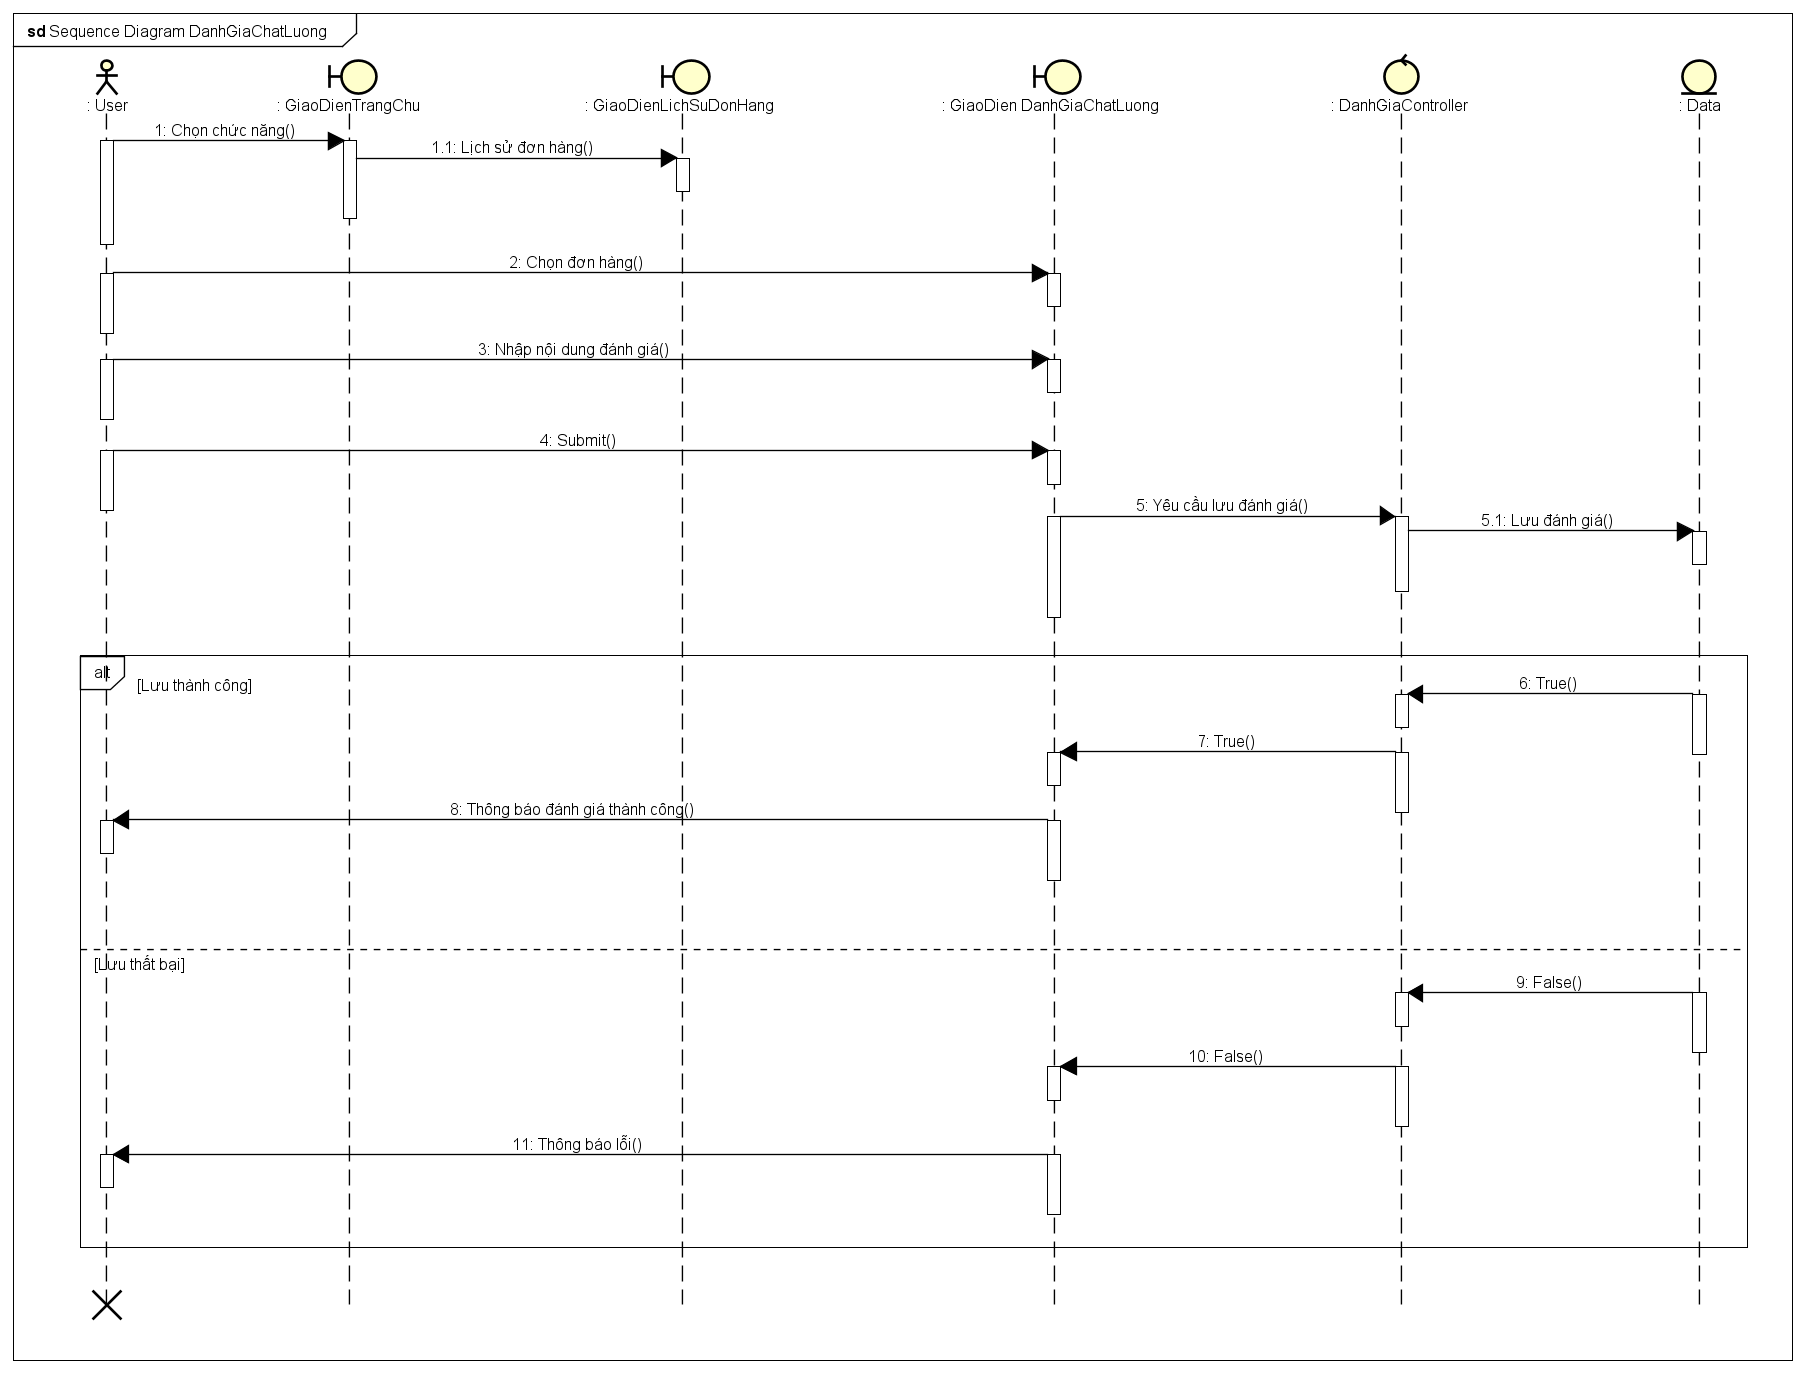 sd Sequence Diagram DanhGiaChatLuong
: User
: GiaoDienTrangChu
: GiaoDienLichSuDonHang
: GiaoDien DanhGiaChatLuong
: DanhGiaController
: Data
1: Chọn chức năng()
1.1: Lịch sử đơn hàng()
2: Chọn đơn hàng()
3: Nhập nội dung đánh giá()
4: Submit()
5: Yêu cầu lưu đánh giá()
5.1: Lưu đánh giá()
alt
[Lưu thành công]
6: True()
7: True()
8: Thông báo đánh giá thành công()
[Lưu thất bại]
9: False()
10: False()
11: Thông báo lỗi()